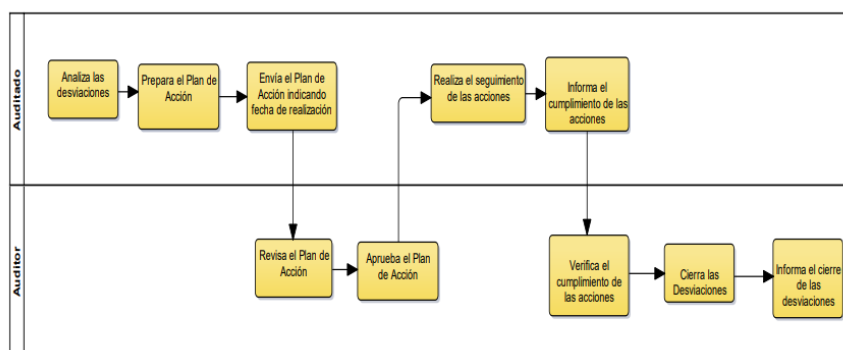 Auditado
Analiza las
desviaciones
Prepara el Plan de
Acción
Envía el Plan de
Acción indicando
fecha de realización
Realiza el seguimiento
de las acciones
Informa el
cumplimiento de las
acciones
Auditor
Revisa el Plan de
Acción
Aprueba el Plan
de Acción
Verifica el
cumplimiento de
las acciones
Cierra las
Desviaciones
Informa el cierre
de las
desviaciones